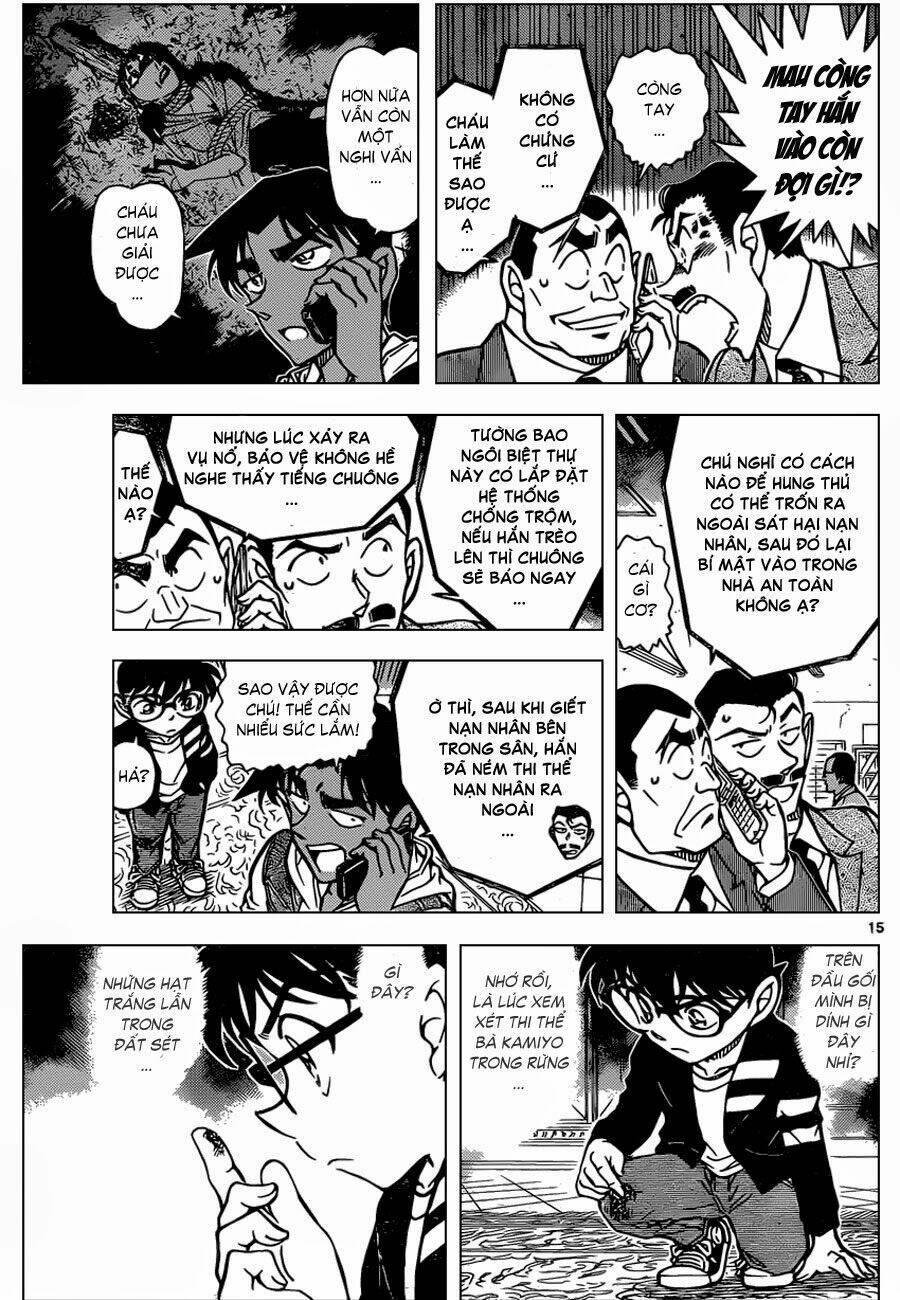 MAU CÒNG
TAY HẮN
VÀO CÒN
ĐỢI GÌ!?
CÒNG
TAY
...
KHÔNG
CÓ
CHỨNG
CỨ
...
CHÁU
LÀM
THẾ
SAO
ĐƯỢC
Ạ
...
HƠN NỮA
VẪN CÒN
MỘT
NGHI VẤN
...
CHÁU
CHƯA
GIẢI
ĐƯỢC
...
CHÚ NGHĨ CÓ CÁCH
NÀO ĐỂ HUNG THỦ
CÓ THỂ TRỐN RA
NGOÀI SÁT HẠI NẠN
NHÂN, SAU ĐÓ LẠI
BÍ MẬT VÀO TRONG
NHÀ AN TOÀN
KHÔNG Ạ?
CÁI
GÌ
CƠ?
TƯỜNG BAO
NGÔI BIỆT THỰ
NÀY CÓ LẮP ĐẶT
HỆ THỐNG
CHỐNG TRỘM,
NẾU HẮN TRÈO
LÊN THÌ CHUÔNG
SẼ BÁO NGAY
...
NHƯNG LÚC XẢY RA
VỤ NỔ, BẢO VỆ KHÔNG HỀ
NGHE THẤY TIẾNG CHUÔNG
...
THẾ
NÀO
Ạ?
Ờ THÌ, SAU KHI GIẾT
NẠN NHÂN BÊN
TRONG SÂN, HẮN
ĐÃ NÉM THI THỂ
NẠN NHÂN RA
NGOÀI
...
SAO VẬY ĐƯỢC
CHÚ! THẾ CẦN
NHIỀU SỨC LẮM!
HẢ?
15
TRÊN
ĐẦU GỐI
MÌNH BỊ
DÍNH GÌ
ĐÂY
NHỈ?
NHỚ RỒI,
LÀ LÚC XEM
XÉT THI THỂ
BÀ KAMIYO
TRONG RỪNG
...
GÌ
ĐÂY?
NHỮNG HẠT
TRẮNG LẪN
TRONG
ĐẤT SÉT
...